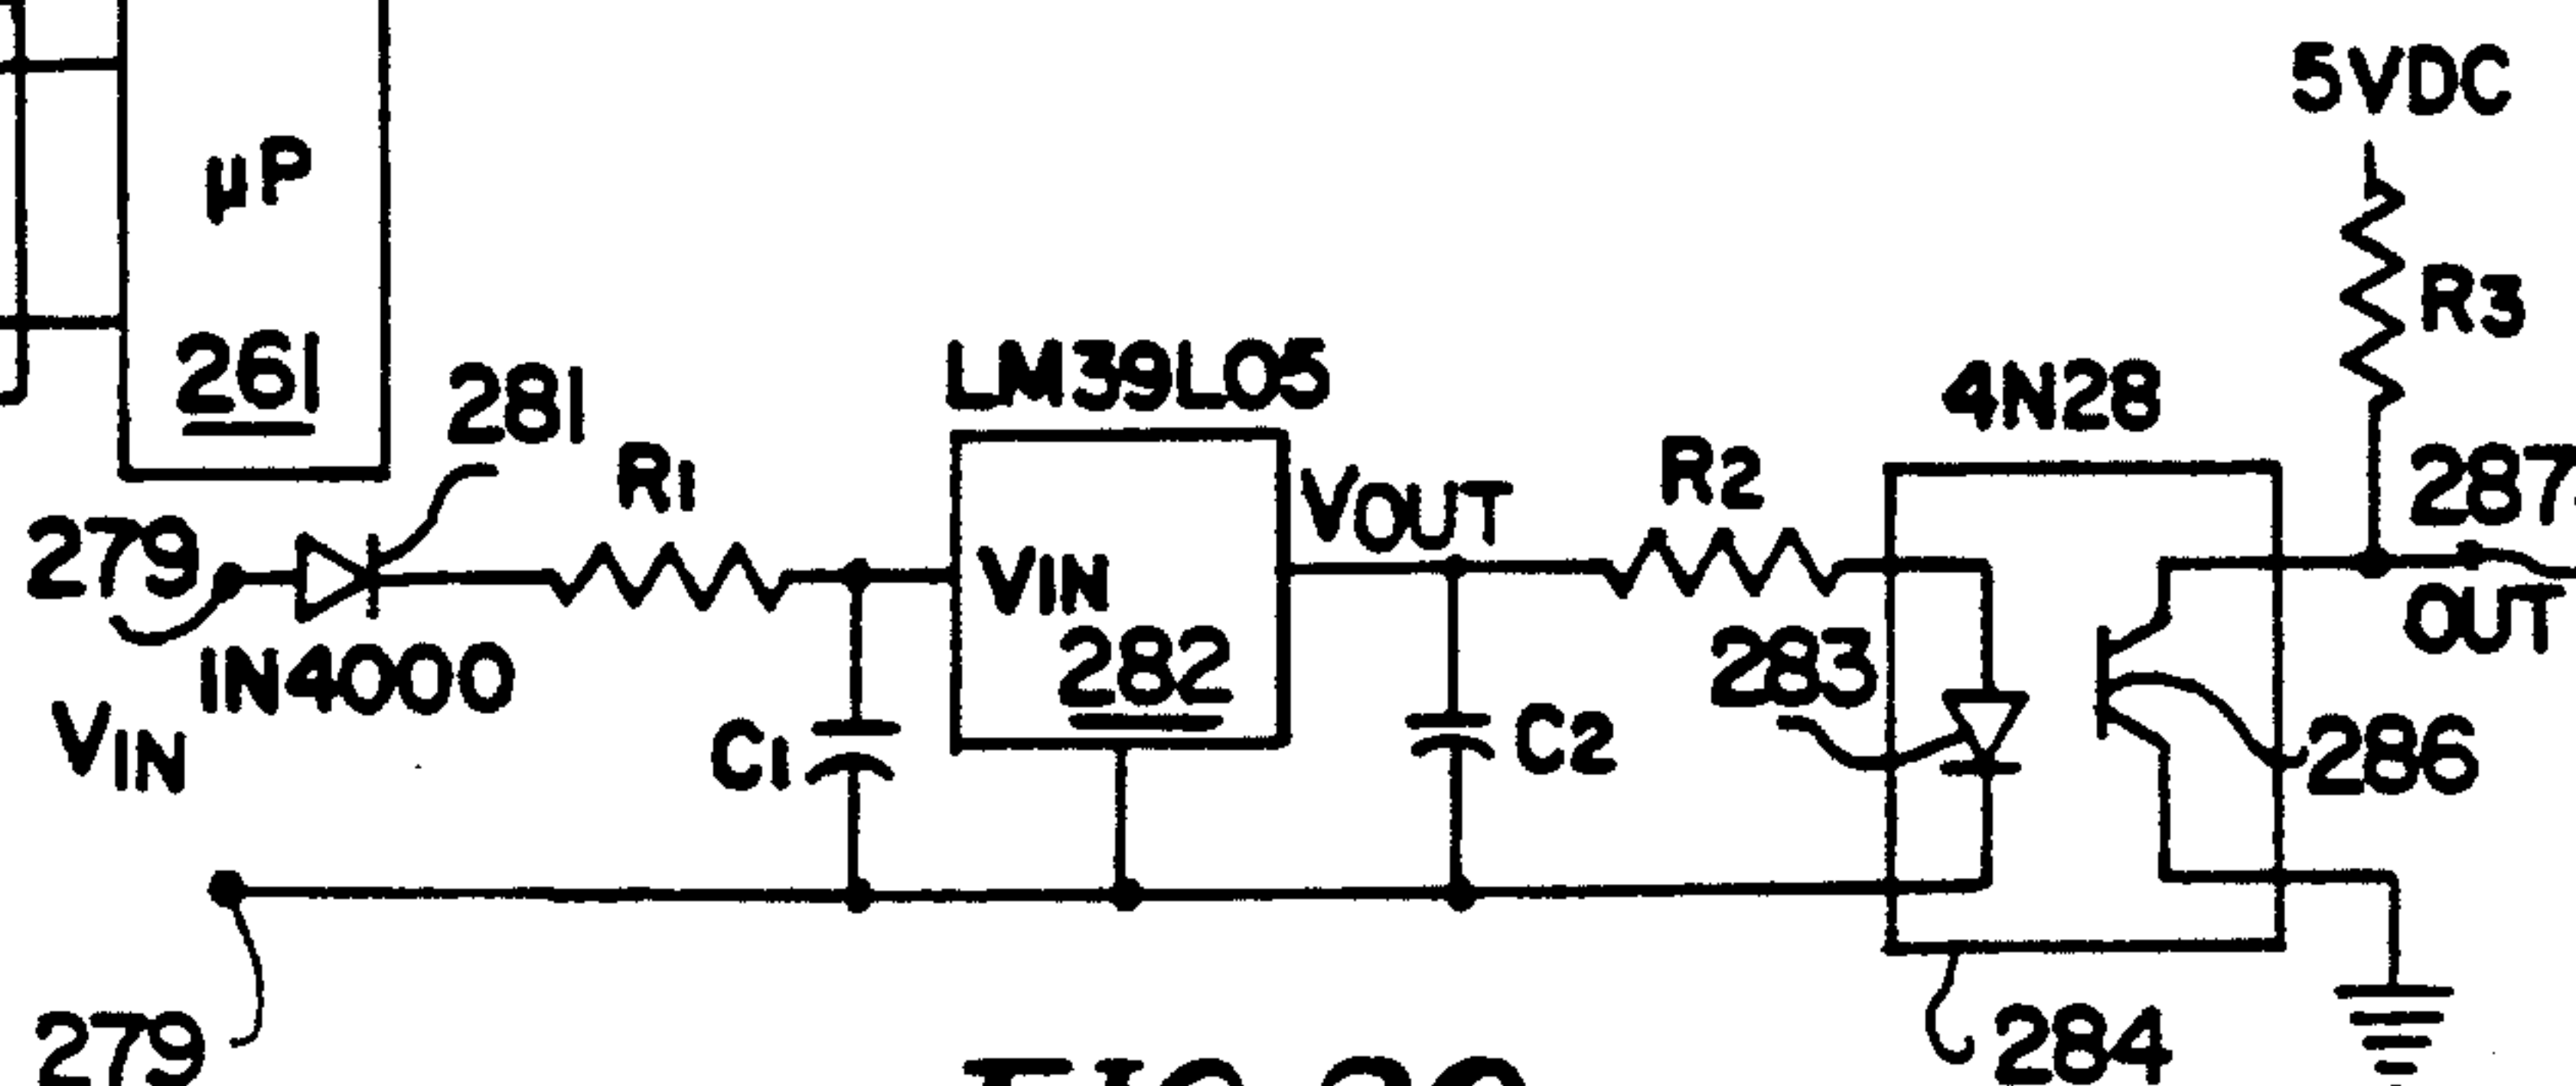 5VDC
µP
R3
261
281
LM39L05
4N28
R1
R2
287
279
VOUT
VIN
OUT
IN4000
282
283
C1
C2
286
VIN
279
284